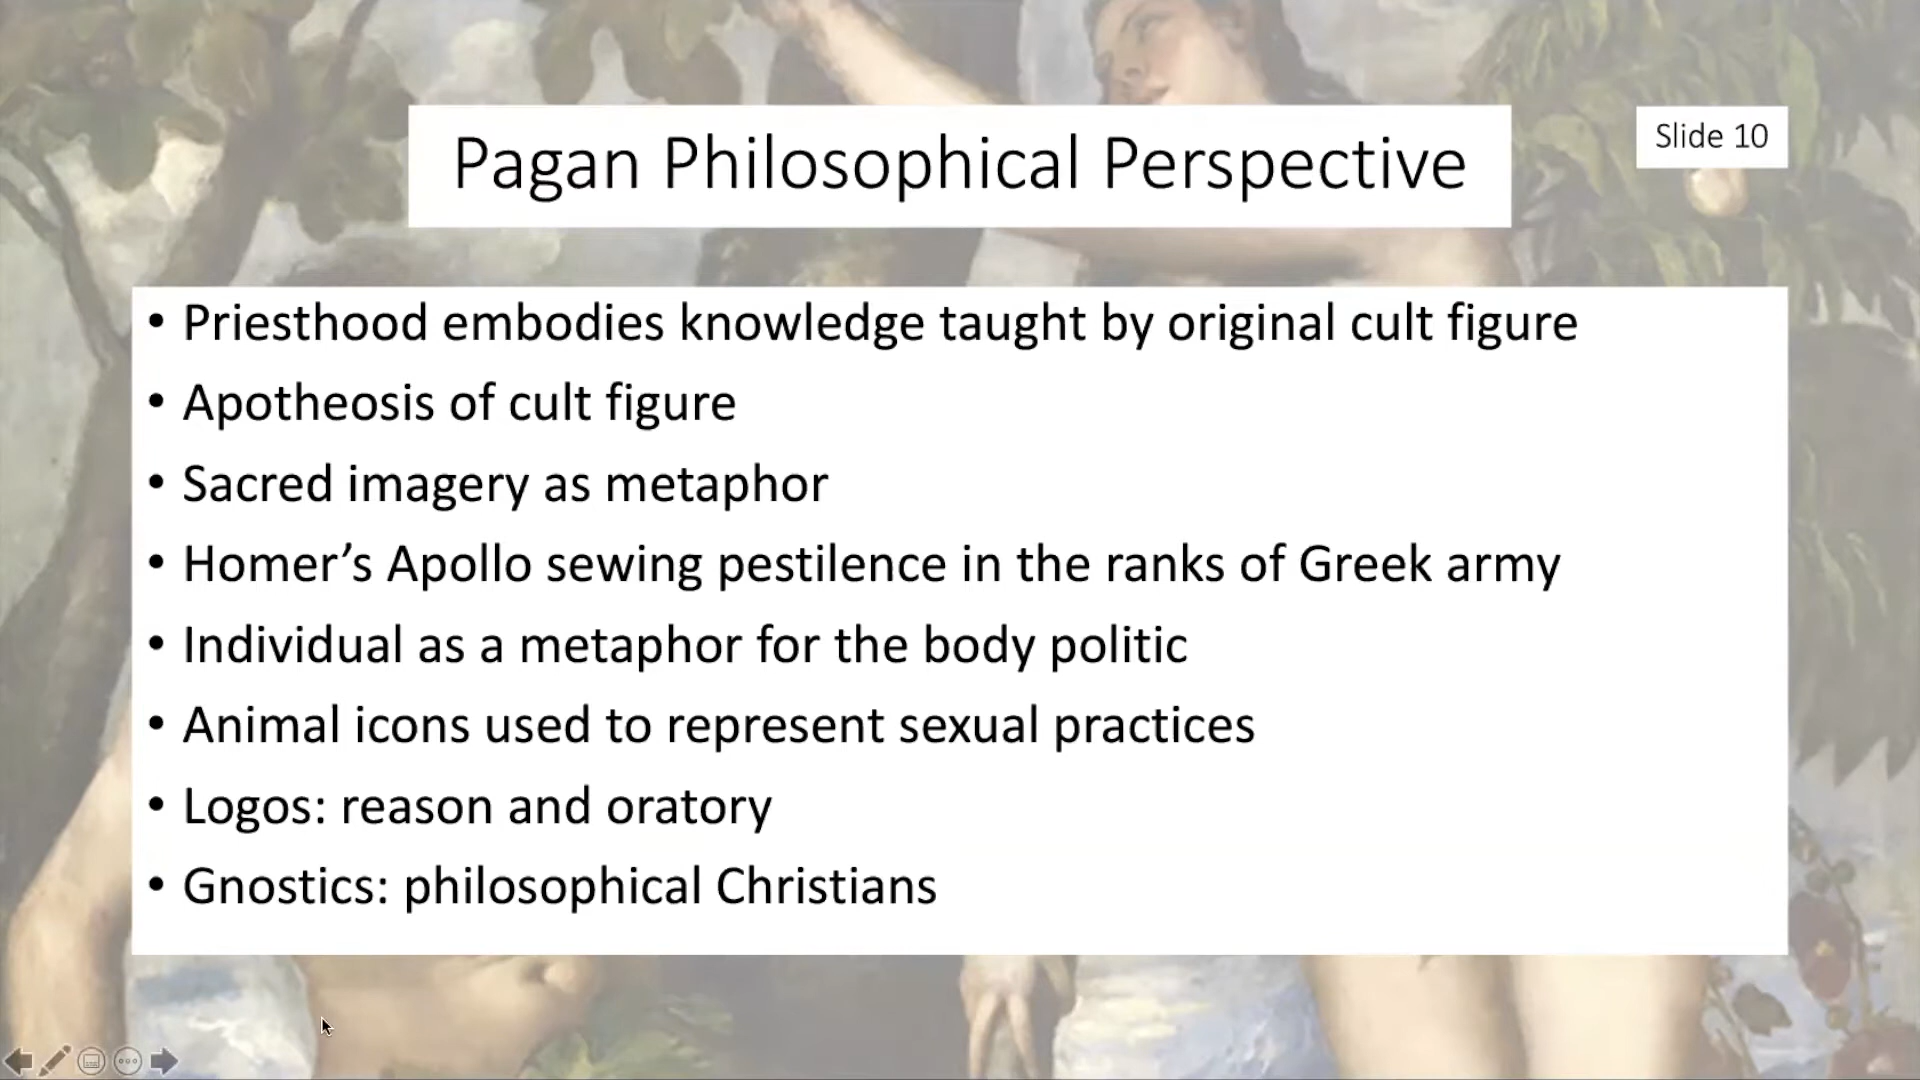 Pagan Philosophical Perspective
Slide 10
• Priesthood embodies knowledge taught by original cult figure
• Apotheosis of cult figure
• Sacred imagery as metaphor
• Homer’s Apollo sewing pestilence in the ranks of Greek army
• Individual as a metaphor for the body politic
• Animal icons used to represent sexual practices
• Logos: reason and oratory
• Gnostics: philosophical Christians